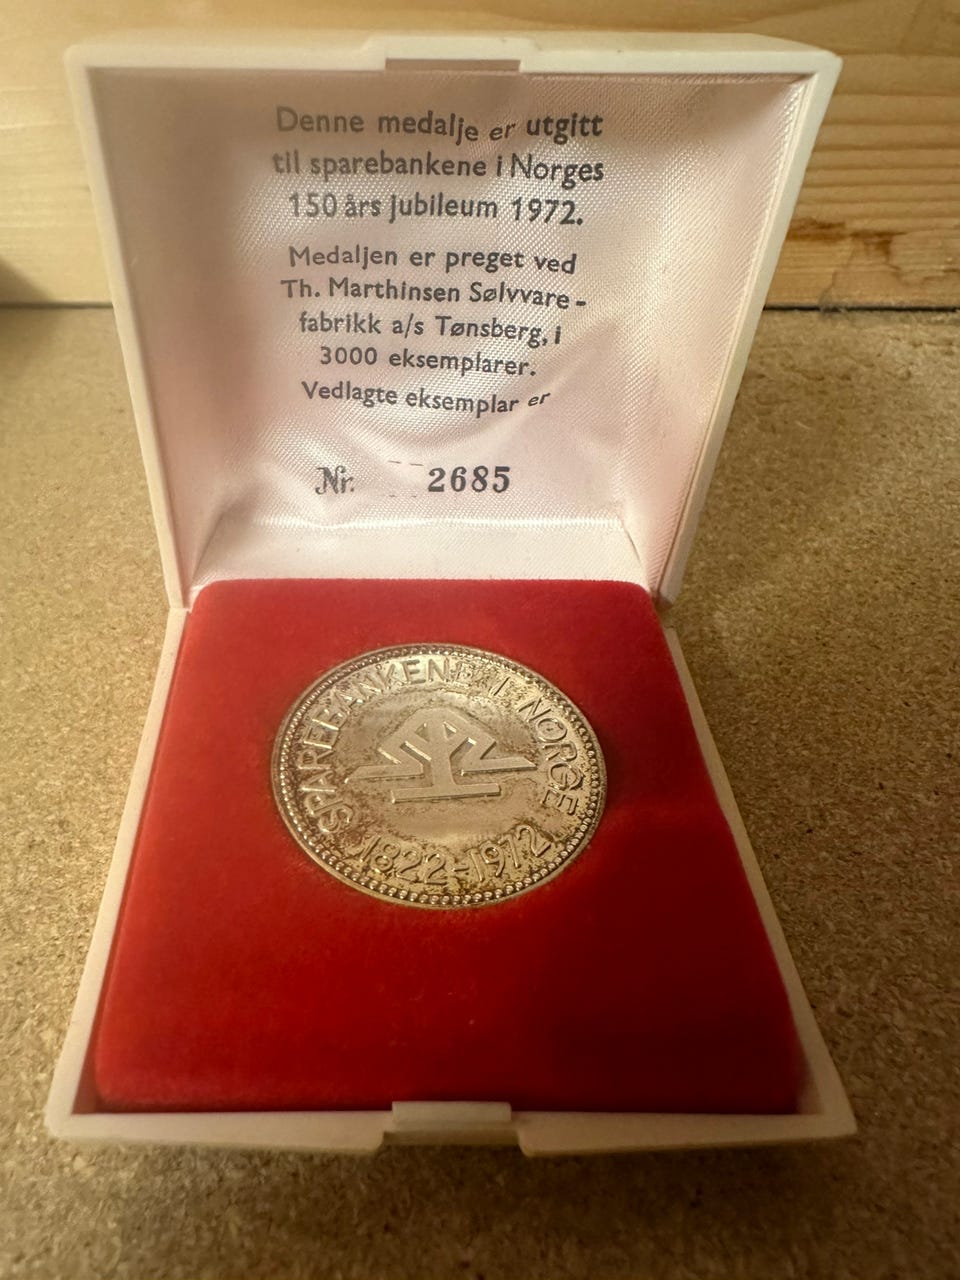 Denne medalje er utgitt
til sparebankene i Norges
150 års jubileum 1972.
Medaljen er preget ved
Th. Marthinsen Sølvvare-
fabrikk a/s Tønsberg, i
3000 eksemplarer.
Vedlagte eksemplar er
Nr. 2685
SPAREBANKENE I NORGE
1822-1972